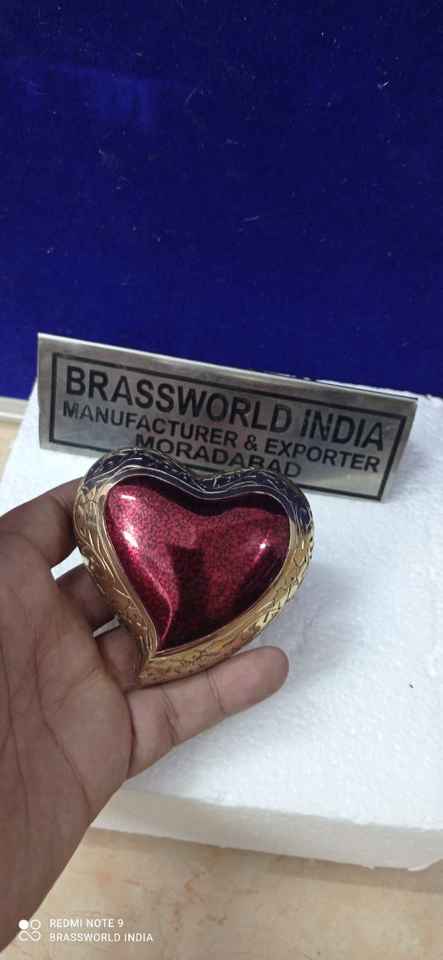 BRASSWORLD INDIA
MANUFACTURER & EXPORTER
MORADABAD
REDMI NOTE 9
BRASSWORLD INDIA